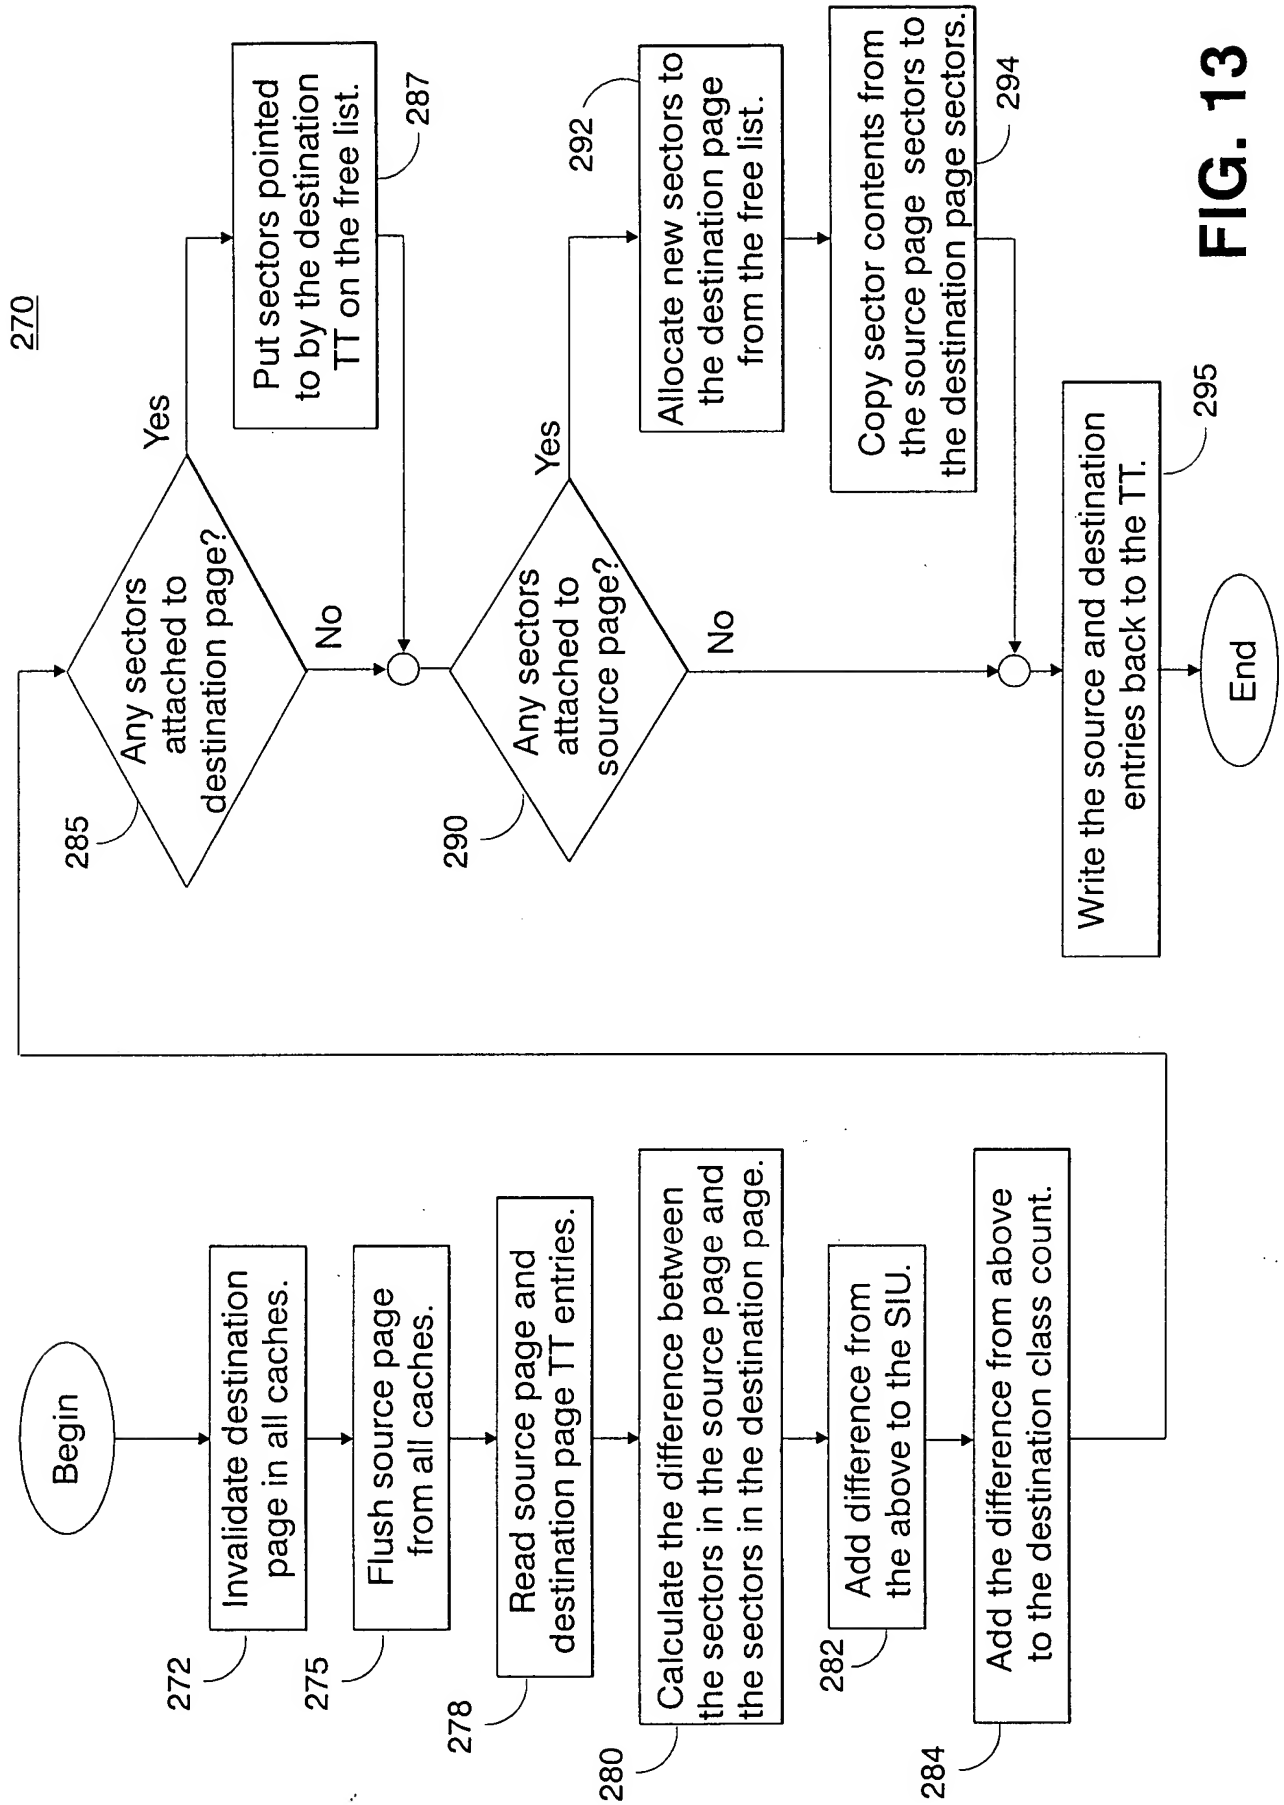 270
Begin
272
Invalidate destination
page in all caches.
275
Flush source page
from all caches.
278
Read source page and
destination page TT entries.
280
Calculate the difference between
the sectors in the source page and
the sectors in the destination page.
282
Add difference from
the above to the SIU.
284
Add the difference from above
to the destination class count.
285
Any sectors
attached to
destination page?
Yes
No
Put sectors pointed
to by the destination
TT on the free list.
287
290
Any sectors
attached to
source page?
Yes
No
292
Allocate new sectors to
the destination page
from the free list.
Copy sector contents from
the source page sectors to
the destination page sectors.
294
Write the source and destination
entries back to the TT.
295
End
FIG. 13